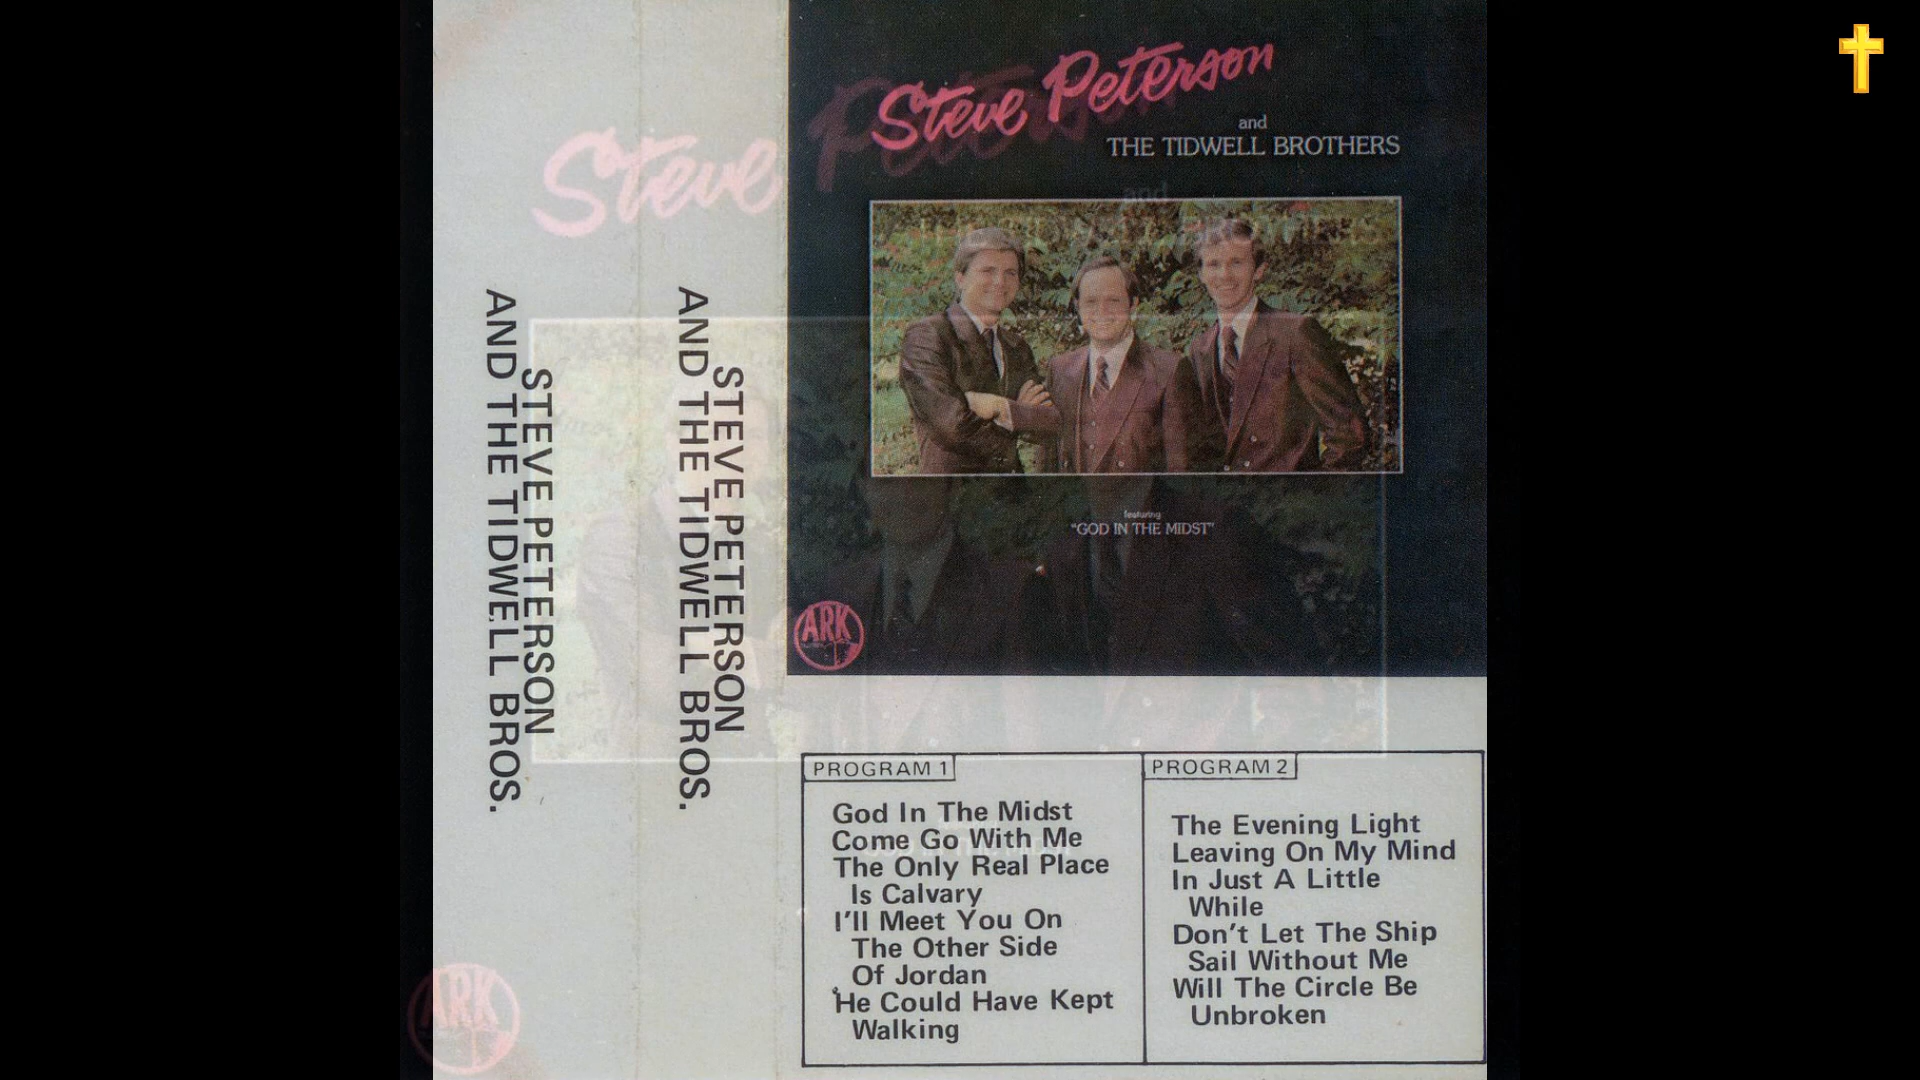 Steve Peterson
and
THE TIDWELL BROTHERS
Steve
and
featuring
"GOD IN THE MIDST"
ARK
STEVE PETERSON
AND THE TIDWELL BROS.
STEVE PETERSON
AND THE TIDWELL BROS.
PROGRAM 1
God In The Midst
Come Go With Me
The Only Real Place
Is Calvary
I'll Meet You On
The Other Side
Of Jordan
He Could Have Kept
Walking
PROGRAM 2
The Evening Light
Leaving On My Mind
In Just A Little
While
Don't Let The Ship
Sail Without Me
Will The Circle Be
Unbroken
ARK